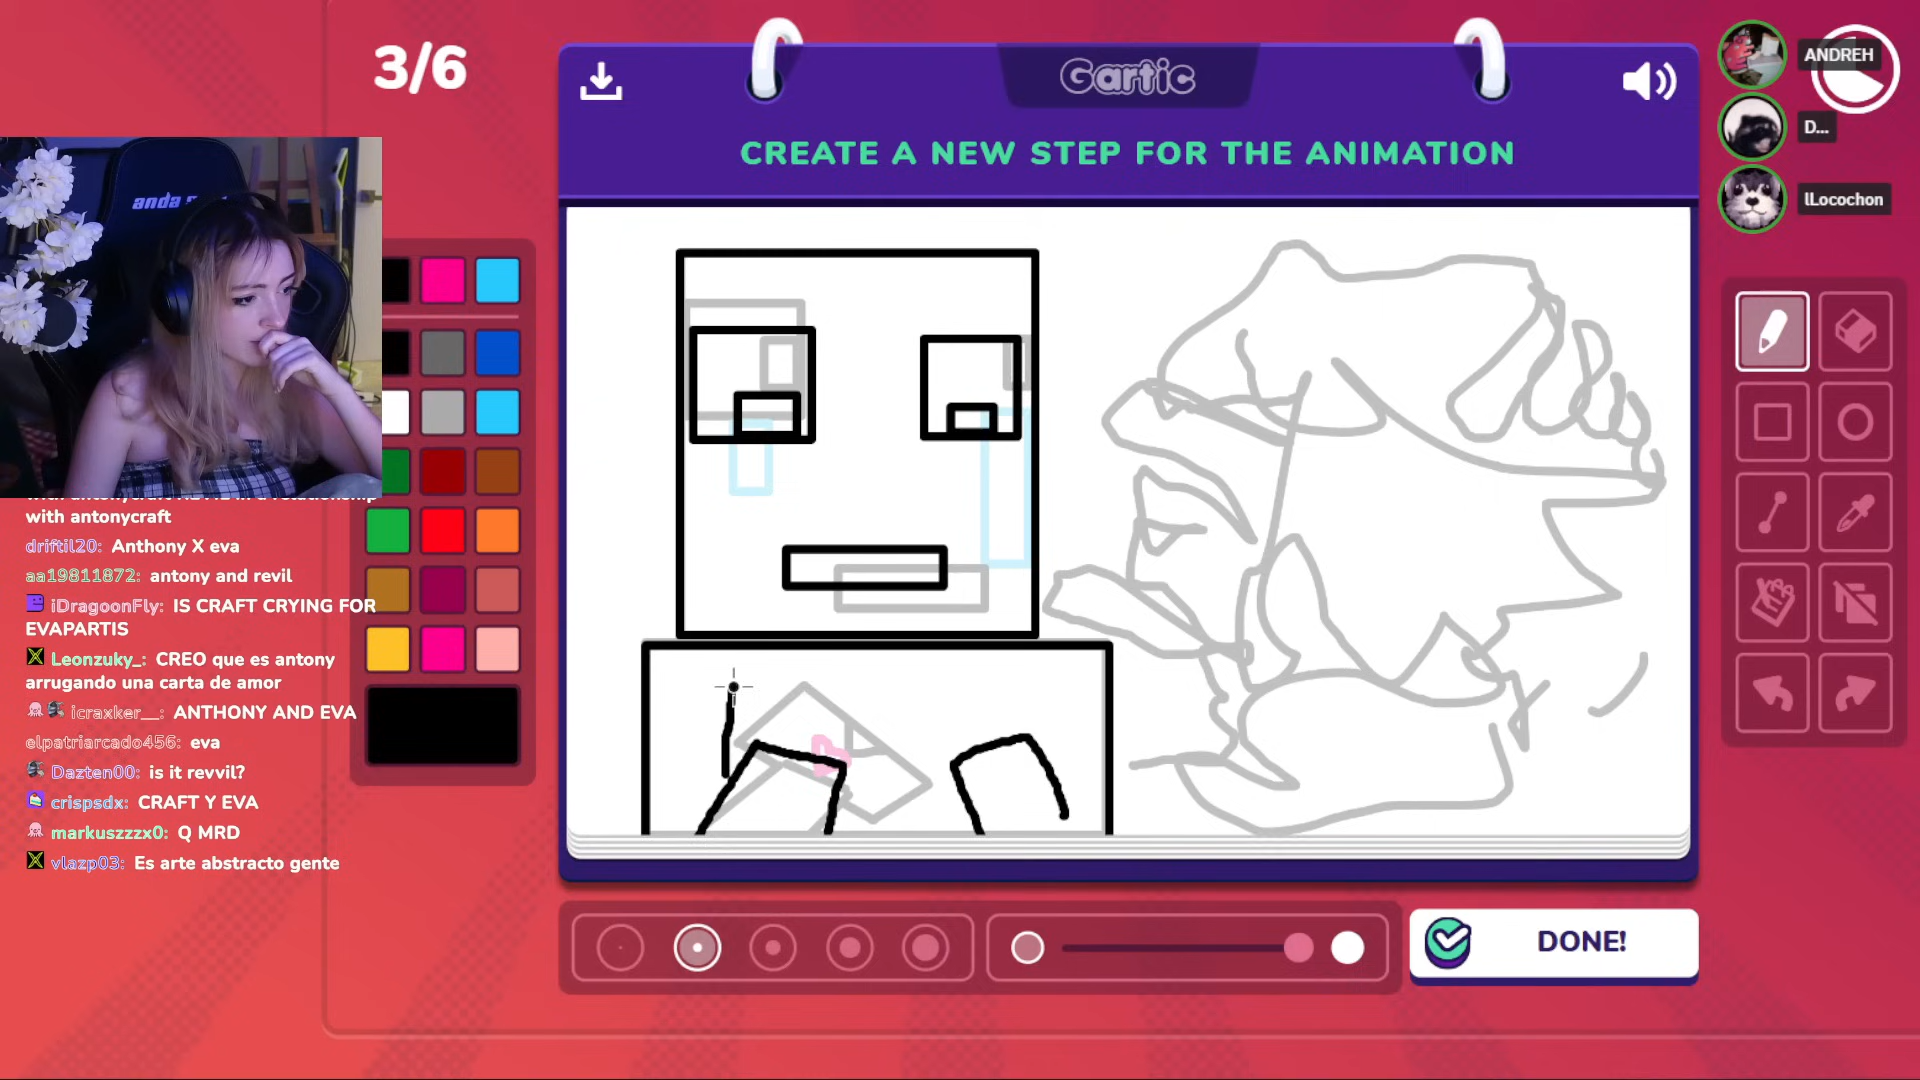 3/6
Gartic
CREATE A NEW STEP FOR THE ANIMATION
ANDREH
D...
lLocochon
with antonycraft
driftil20: Anthony X eva
aa19811872: antony and revil
iDragoonFly: IS CRAFT CRYING FOR
EVAPARTIS
Leonzuky_: CREO que es antony
arrugando una carta de amor
icraxker__: ANTHONY AND EVA
elpatriarcado456: eva
Dazten00: is it revvil?
crispsdx: CRAFT Y EVA
markuszzzx0: Q MRD
vlazp03: Es arte abstracto gente
DONE!